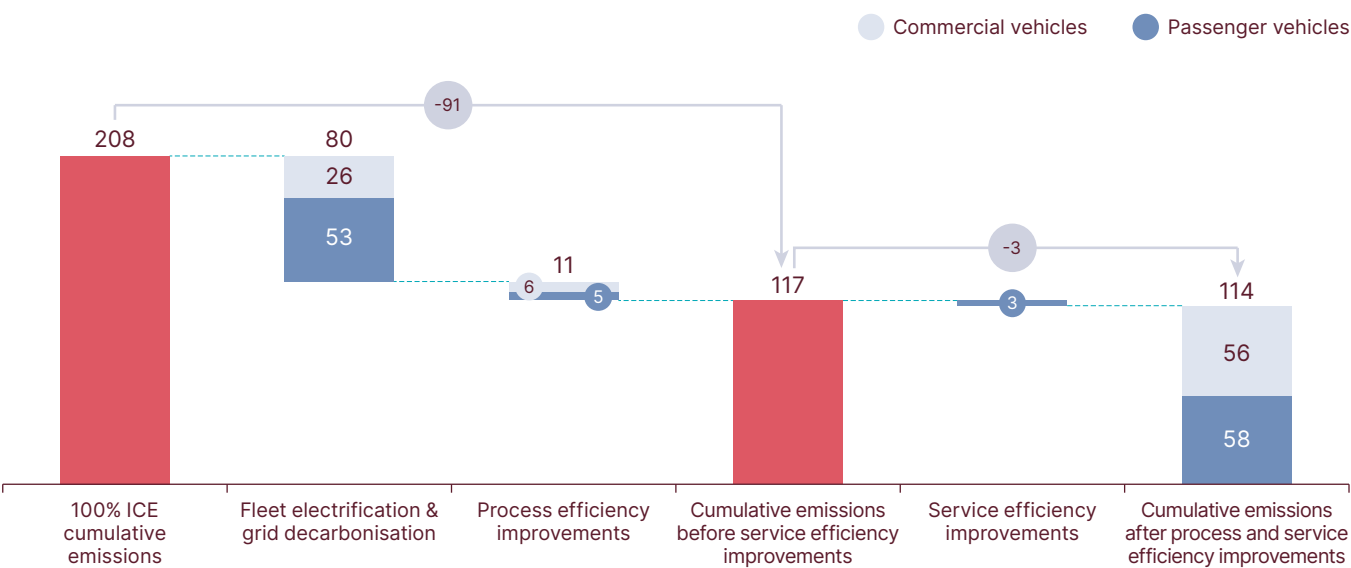 Commercial vehicles
Passenger vehicles
-91
208
80
26
53
11
6
5
117
-3
3
114
56
58
100% ICE
cumulative
emissions
Fleet electrification &
grid decarbonisation
Process efficiency
improvements
Cumulative emissions
before service efficiency
improvements
Service efficiency
improvements
Cumulative emissions
after process and service
efficiency improvements